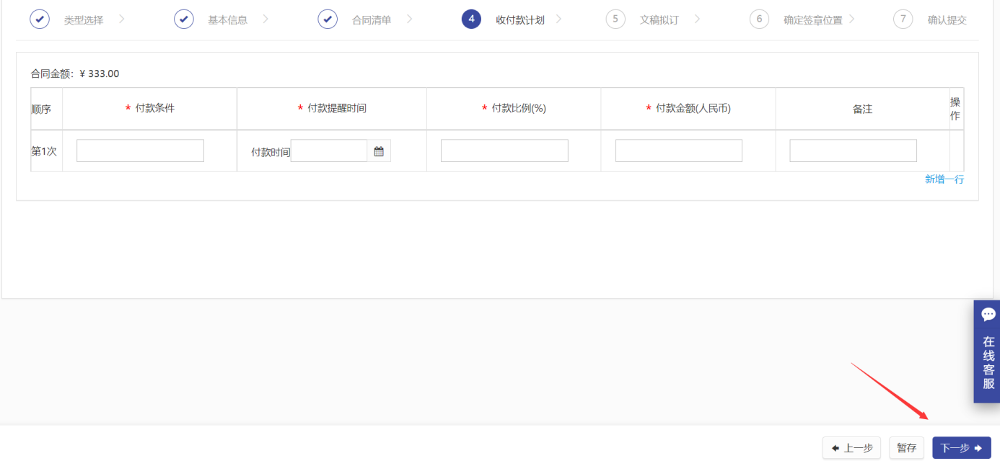 类型选择 基本信息 合同清单 4 收付款计划 5 文稿拟订 6 确定签章位置 7 确认提交
合同金额: ¥ 333.00
顺序 * 付款条件 * 付款提醒时间 * 付款比例(%) * 付款金额(人民币) 备注 操作
第1次 付款时间
新增一行
在线客服
上一步 暂存 下一步